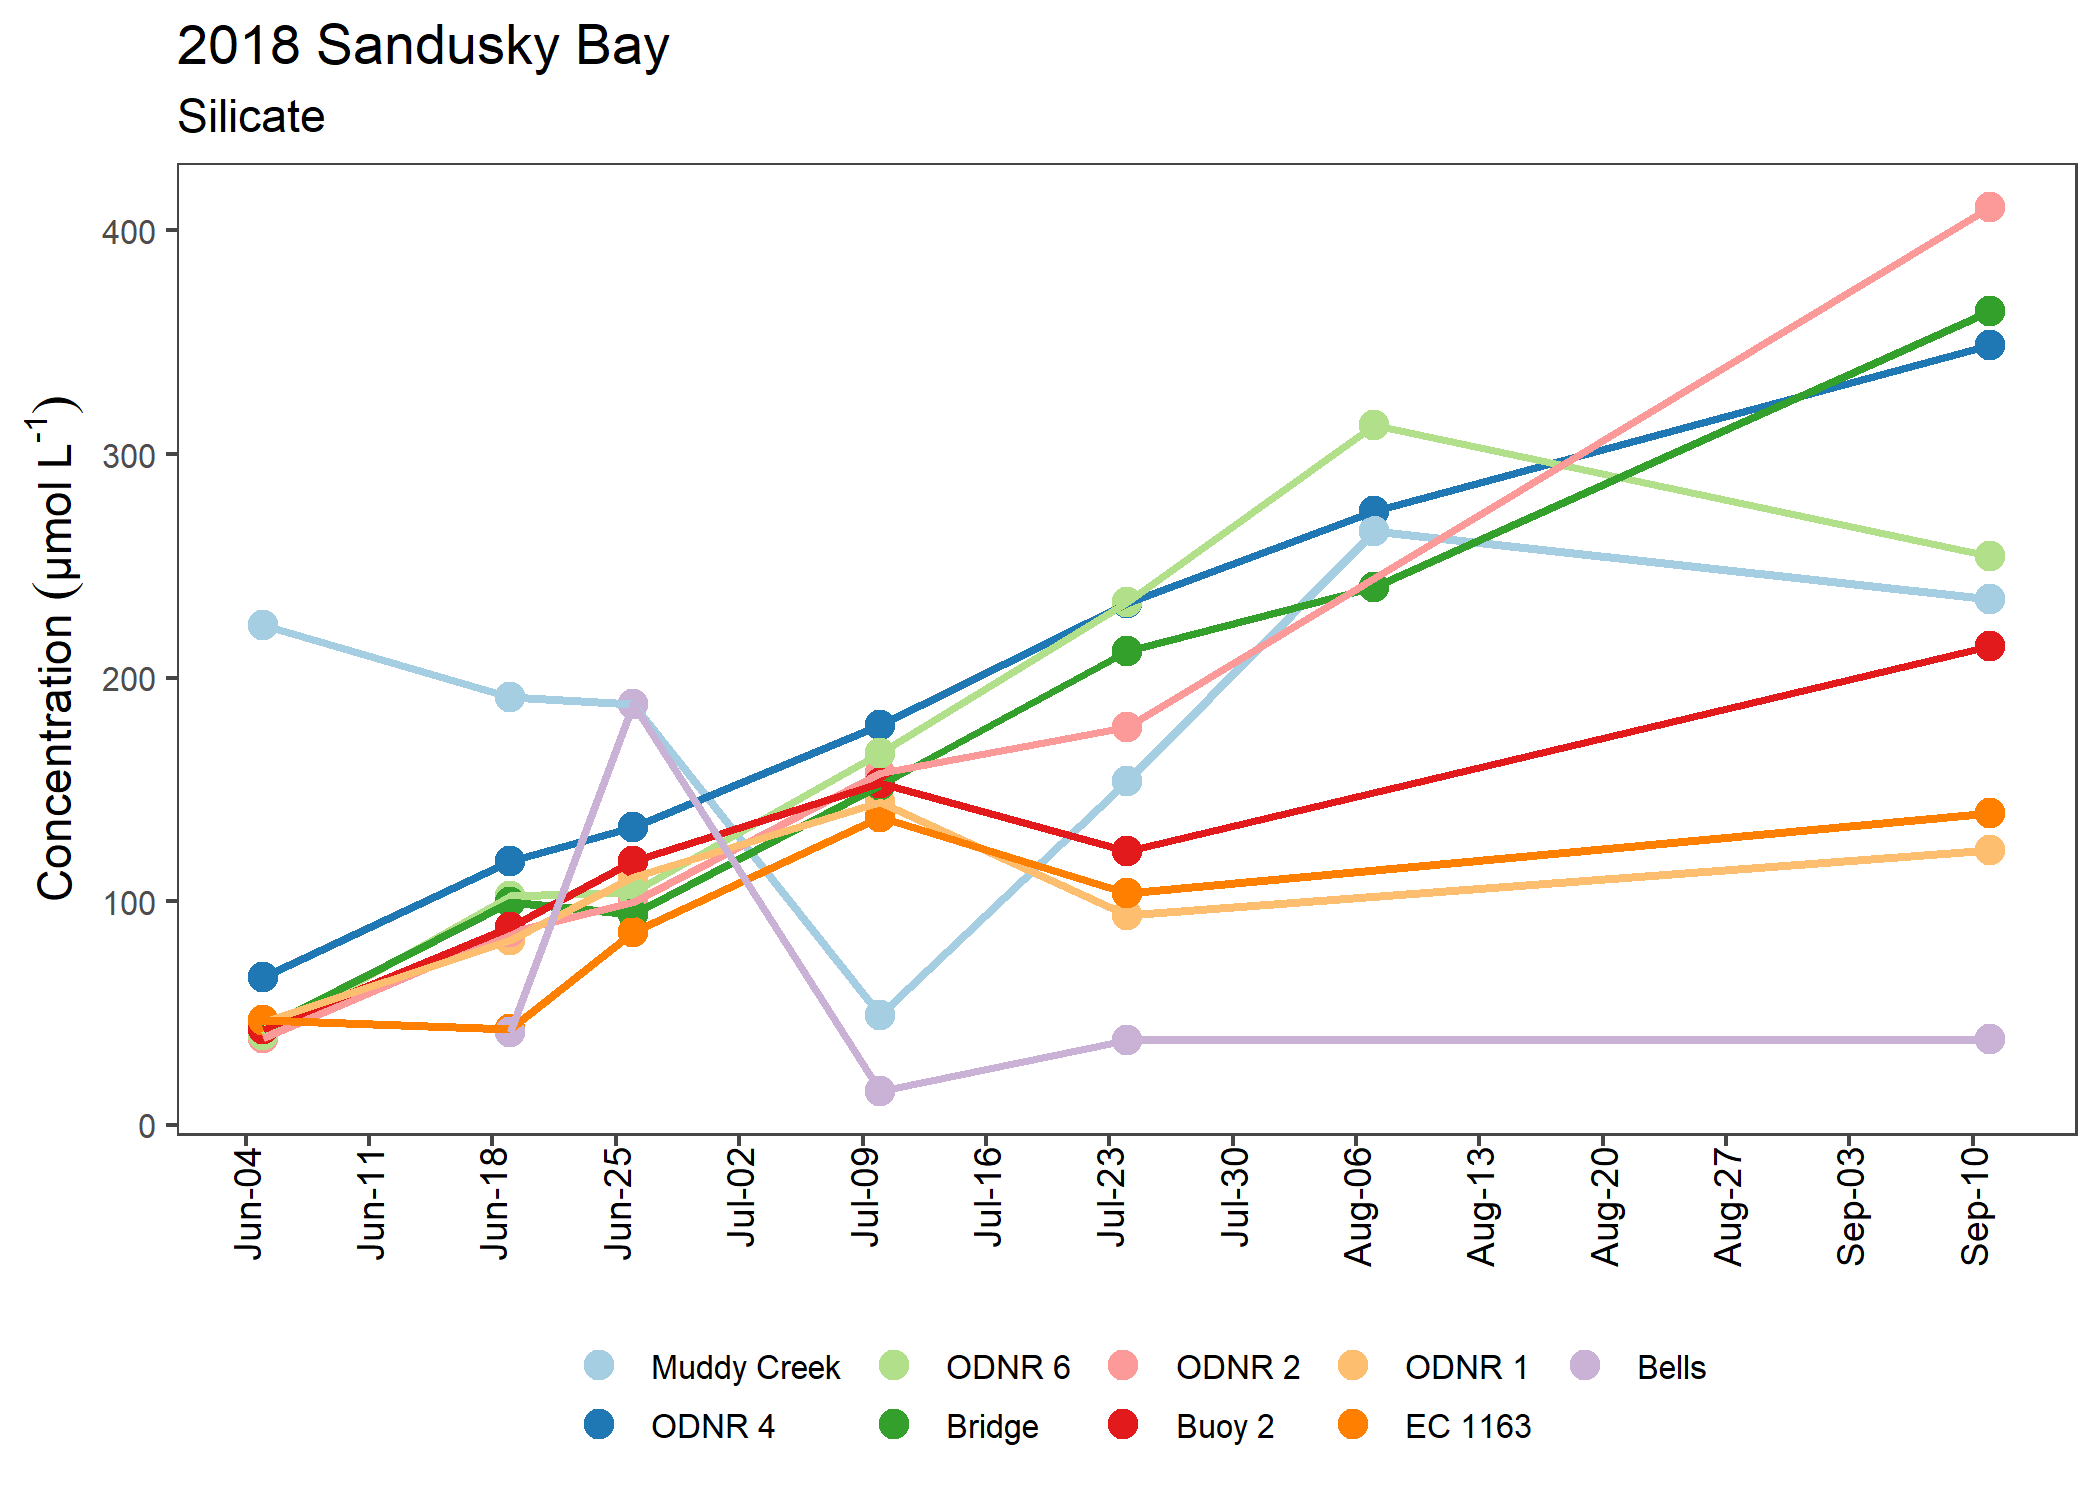 2018 Sandusky Bay
Silicate
Concentration (µmol L⁻¹)
400
300
200
100
0
Jun-04
Jun-11
Jun-18
Jun-25
Jul-02
Jul-09
Jul-16
Jul-23
Jul-30
Aug-06
Aug-13
Aug-20
Aug-27
Sep-03
Sep-10
Muddy Creek ODNR 6 ODNR 2 ODNR 1 Bells
ODNR 4 Bridge Buoy 2 EC 1163